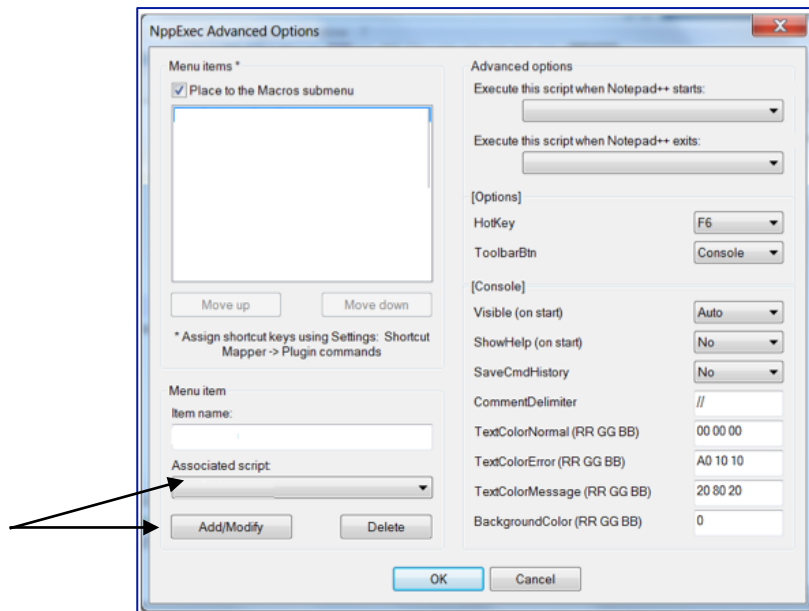 NppExec Advanced Options
Menu items *
Place to the Macros submenu
Move up
Move down
* Assign shortcut keys using Settings: Shortcut
Mapper -> Plugin commands
Menu item
Item name:
Associated script:
Add/Modify
Delete
Advanced options
Execute this script when Notepad++ starts:
Execute this script when Notepad++ exits:
[Options]
HotKey F6
ToolbarBtn Console
[Console]
Visible (on start) Auto
ShowHelp (on start) No
SaveCmdHistory No
CommentDelimiter //
TextColorNormal (RR GG BB) 00 00 00
TextColorError (RR GG BB) A0 10 10
TextColorMessage (RR GG BB) 20 80 20
BackgroundColor (RR GG BB) 0
OK
Cancel